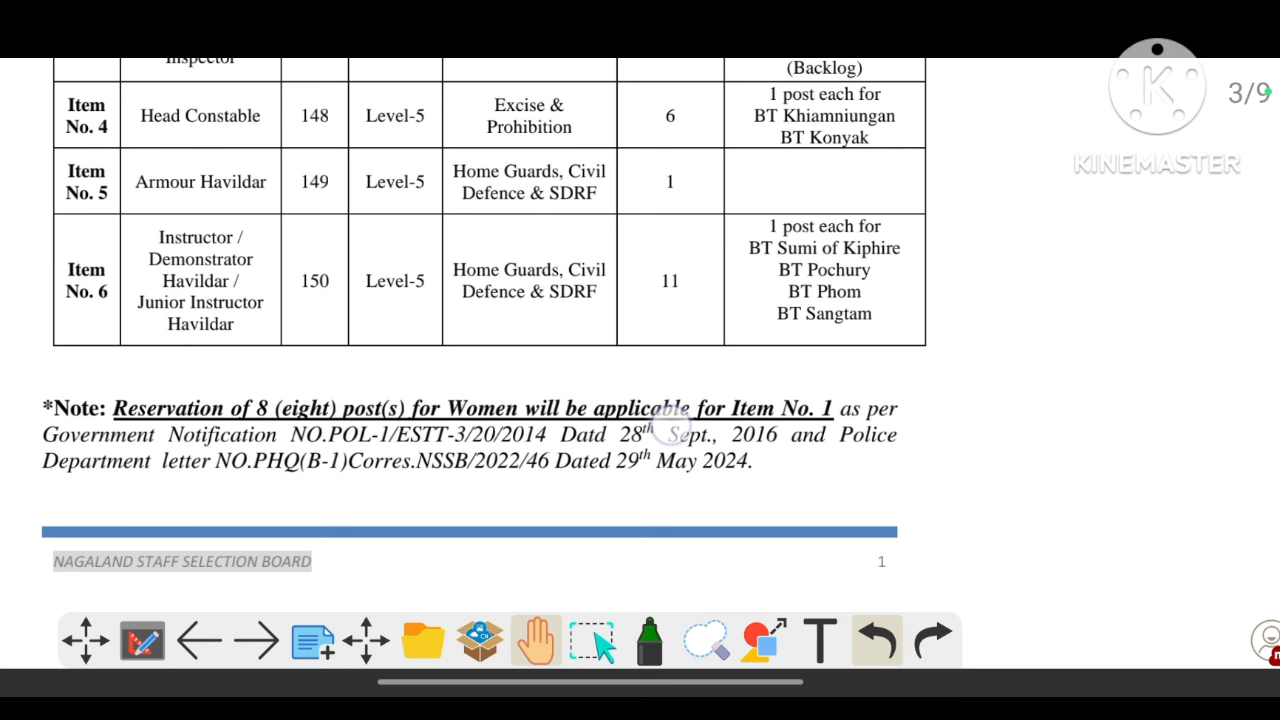 Inspector
(Backlog)
Item No. 4 Head Constable 148 Level-5 Excise & Prohibition 6 1 post each for BT Khiamniungan BT Konyak
Item No. 5 Armour Havildar 149 Level-5 Home Guards, Civil Defence & SDRF 1
Item No. 6 Instructor / Demonstrator Havildar / Junior Instructor Havildar 150 Level-5 Home Guards, Civil Defence & SDRF 11 1 post each for BT Sumi of Kiphire BT Pochury BT Phom BT Sangtam
*Note: Reservation of 8 (eight) post(s) for Women will be applicable for Item No. 1 as per
Government Notification NO.POL-1/ESTT-3/20/2014 Datd 28th Sept., 2016 and Police
Department letter NO.PHQ(B-1)Corres.NSSB/2022/46 Dated 29th May 2024.
NAGALAND STAFF SELECTION BOARD 1
3/9
K
KINEMASTER
T